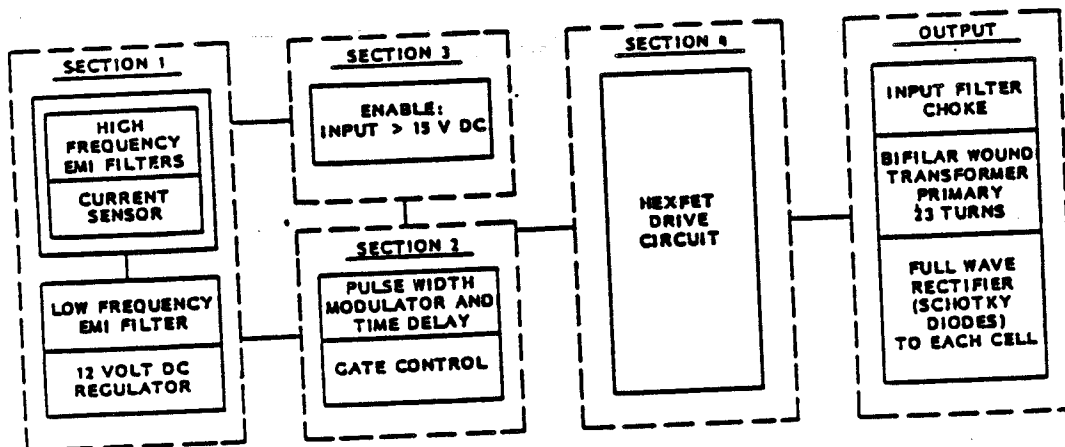 SECTION 1
HIGH
FREQUENCY
EMI FILTERS
CURRENT
SENSOR
LOW FREQUENCY
EMI FILTER
12 VOLT DC
REGULATOR
SECTION 3
ENABLE:
INPUT > 15 V DC
SECTION 2
PULSE WIDTH
MODULATOR AND
TIME DELAY
GATE CONTROL
SECTION 4
HEXFET
DRIVE
CIRCUIT
OUTPUT
INPUT FILTER
CHOKE
BIFILAR WOUND
TRANSFORMER
PRIMARY
23 TURNS
FULL WAVE
RECTIFIER
(SCHOTKY
DIODES)
TO EACH CELL